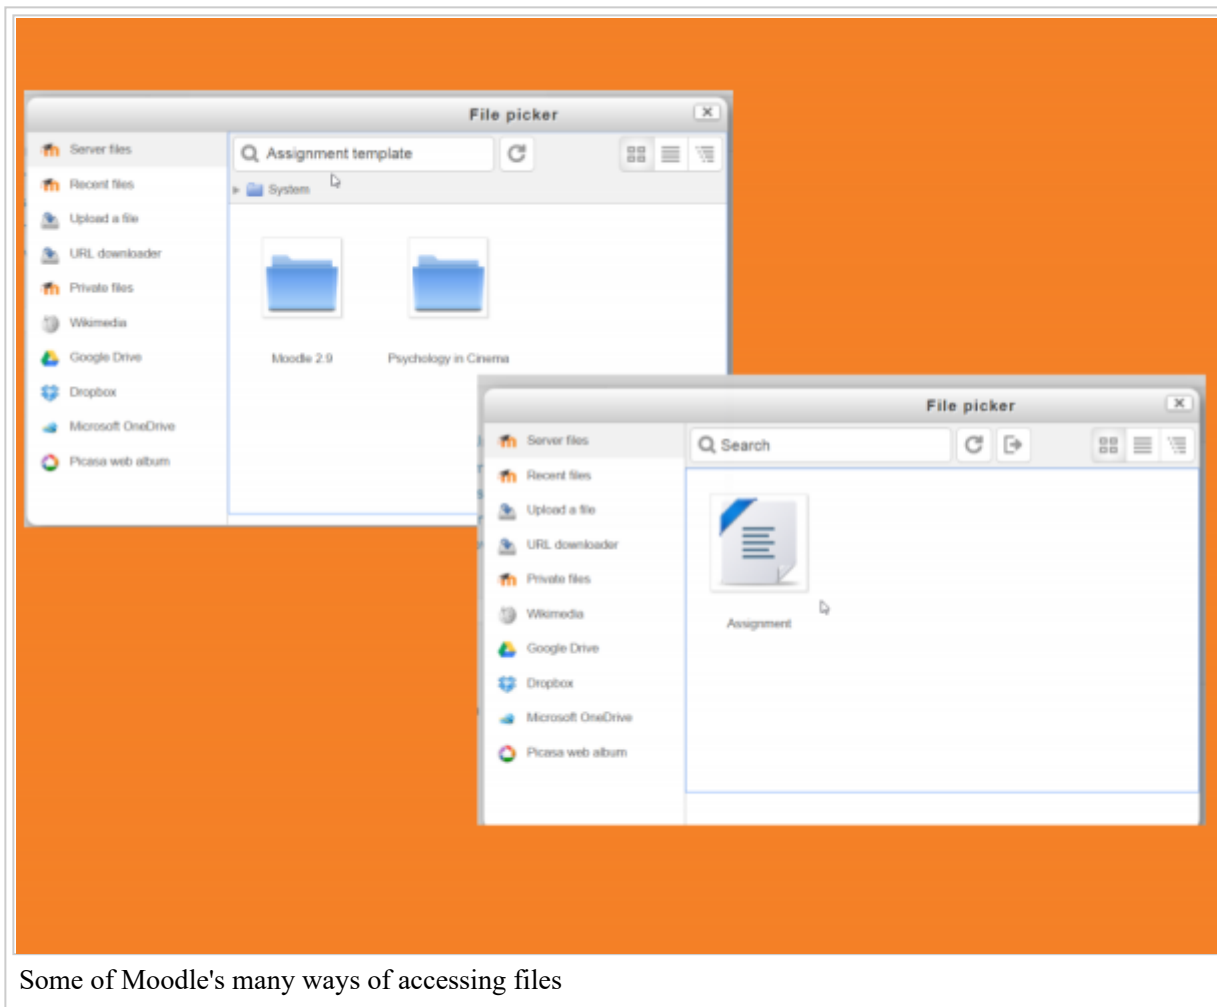 File picker
Server files
Assignment template
Recent files
System
Upload a file
URL downloader
Private files
Wikimedia
Google Drive
Moodle 2.9
Psychology in Cinema
Dropbox
Microsoft OneDrive
Picasa web album
File picker
Server files
Search
Recent files
Upload a file
URL downloader
Private files
Wikimedia
Assignment
Google Drive
Dropbox
Microsoft OneDrive
Picasa web album
Some of Moodle's many ways of accessing files